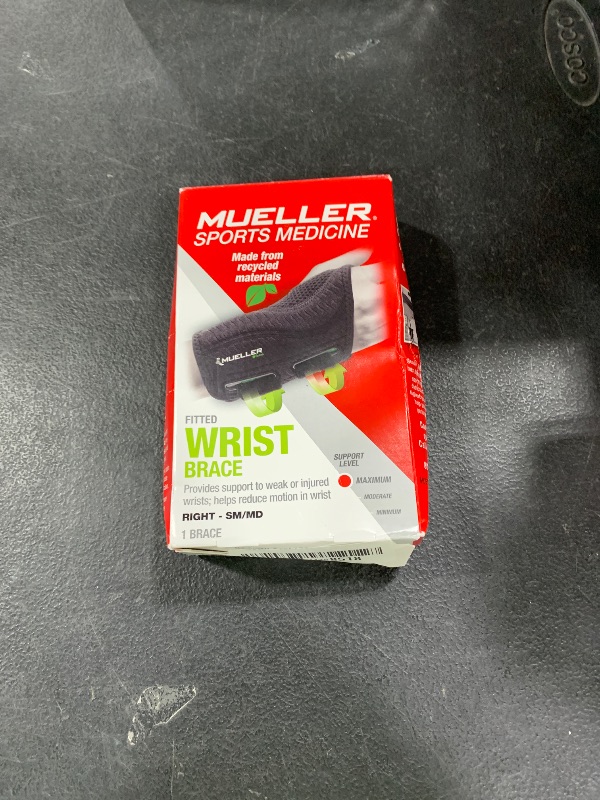 COSCO
MUELLER®
SPORTS MEDICINE
Made from
recycled
materials
MUELLER
FITTED
WRIST
BRACE
Provides support to weak or injured
wrists; helps reduce motion in wrist
RIGHT - SM/MD
1 BRACE
SUPPORT
LEVEL
MAXIMUM
MODERATE
MINIMUM